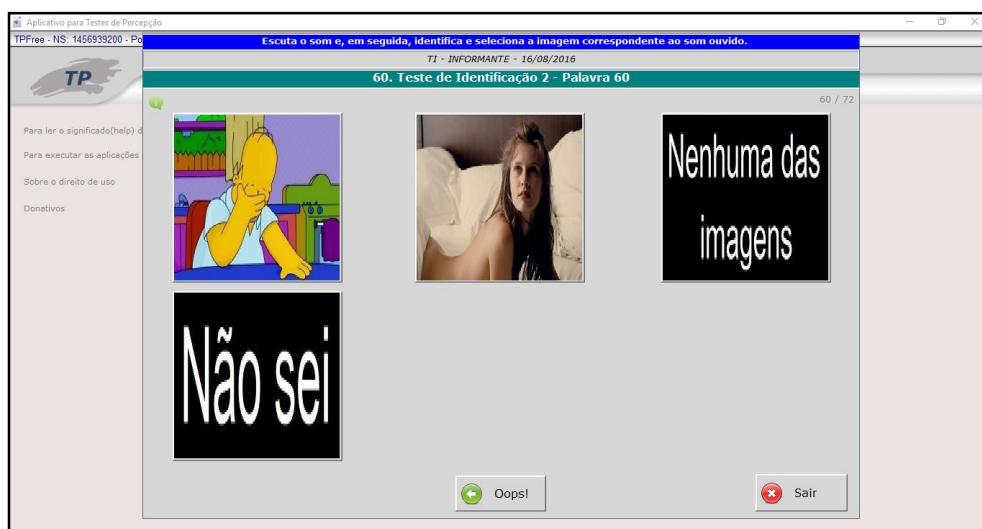 Aplicativo para Testes de Percepção
TPFree - NS: 1456939200 - Po
Escuta o som e, em seguida, identifica e seleciona a imagem correspondente ao som ouvido.
TI - INFORMANTE - 16/08/2016
TP
60. Teste de Identificação 2 - Palavra 60
60 / 72
Para ler o significado(help) d
Para executar as aplicações
Sobre o direito de uso
Donativos
Nenhuma das
imagens
Não sei
Oops!
Sair